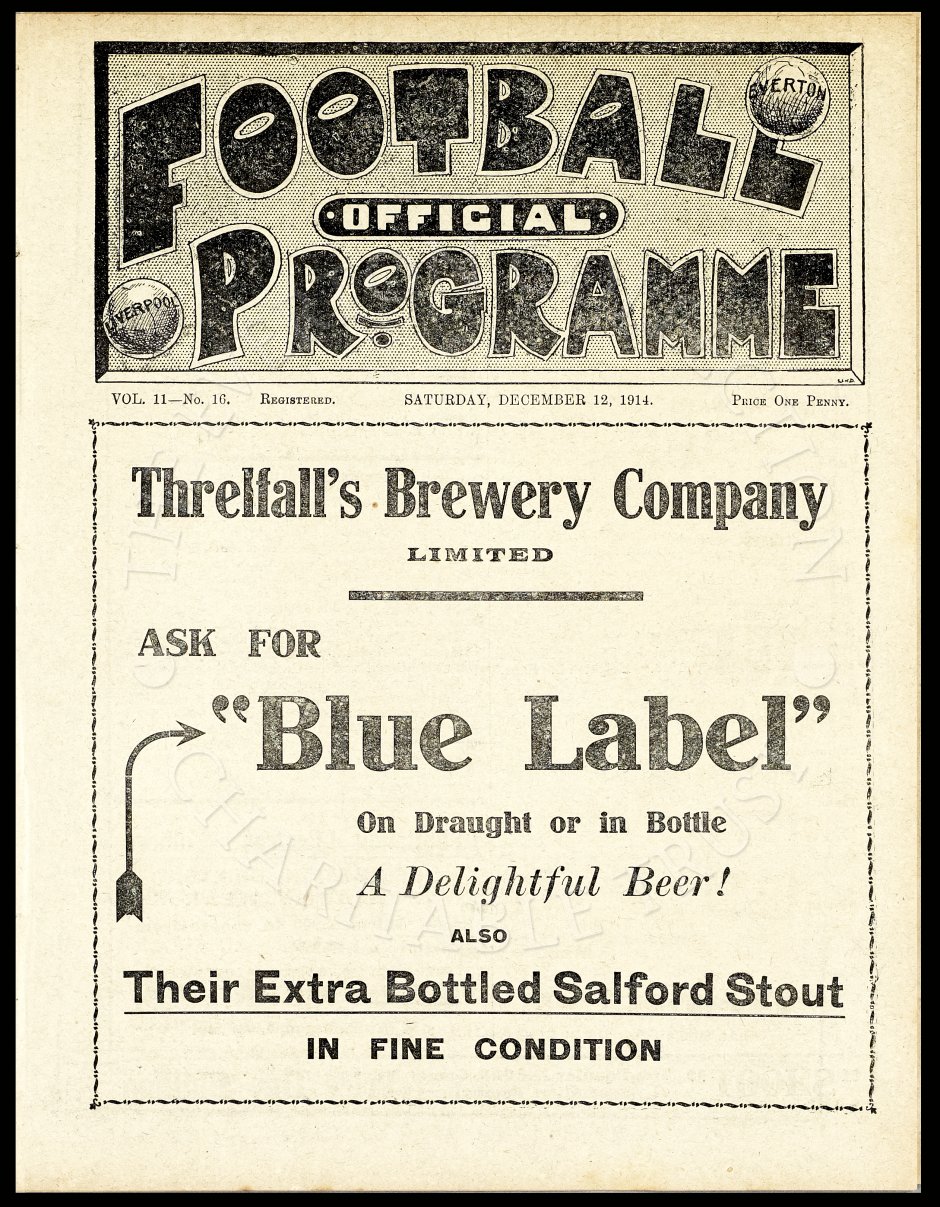 FOOTBALL
EVERTON
OFFICIAL
PROGRAMME
LIVERPOOL
VOL. 11—No. 16. REGISTERED. SATURDAY, DECEMBER 12, 1914. PRICE ONE PENNY.
Threlfall's Brewery Company
LIMITED
ASK FOR
"Blue Label"
On Draught or in Bottle
A Delightful Beer!
ALSO
Their Extra Bottled Salford Stout
IN FINE CONDITION
CHARITABLE TRUST